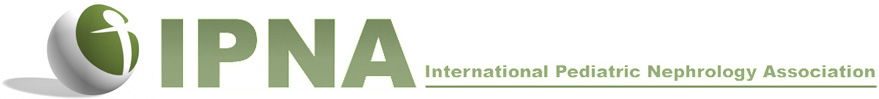 IPNA
International Pediatric Nephrology Association